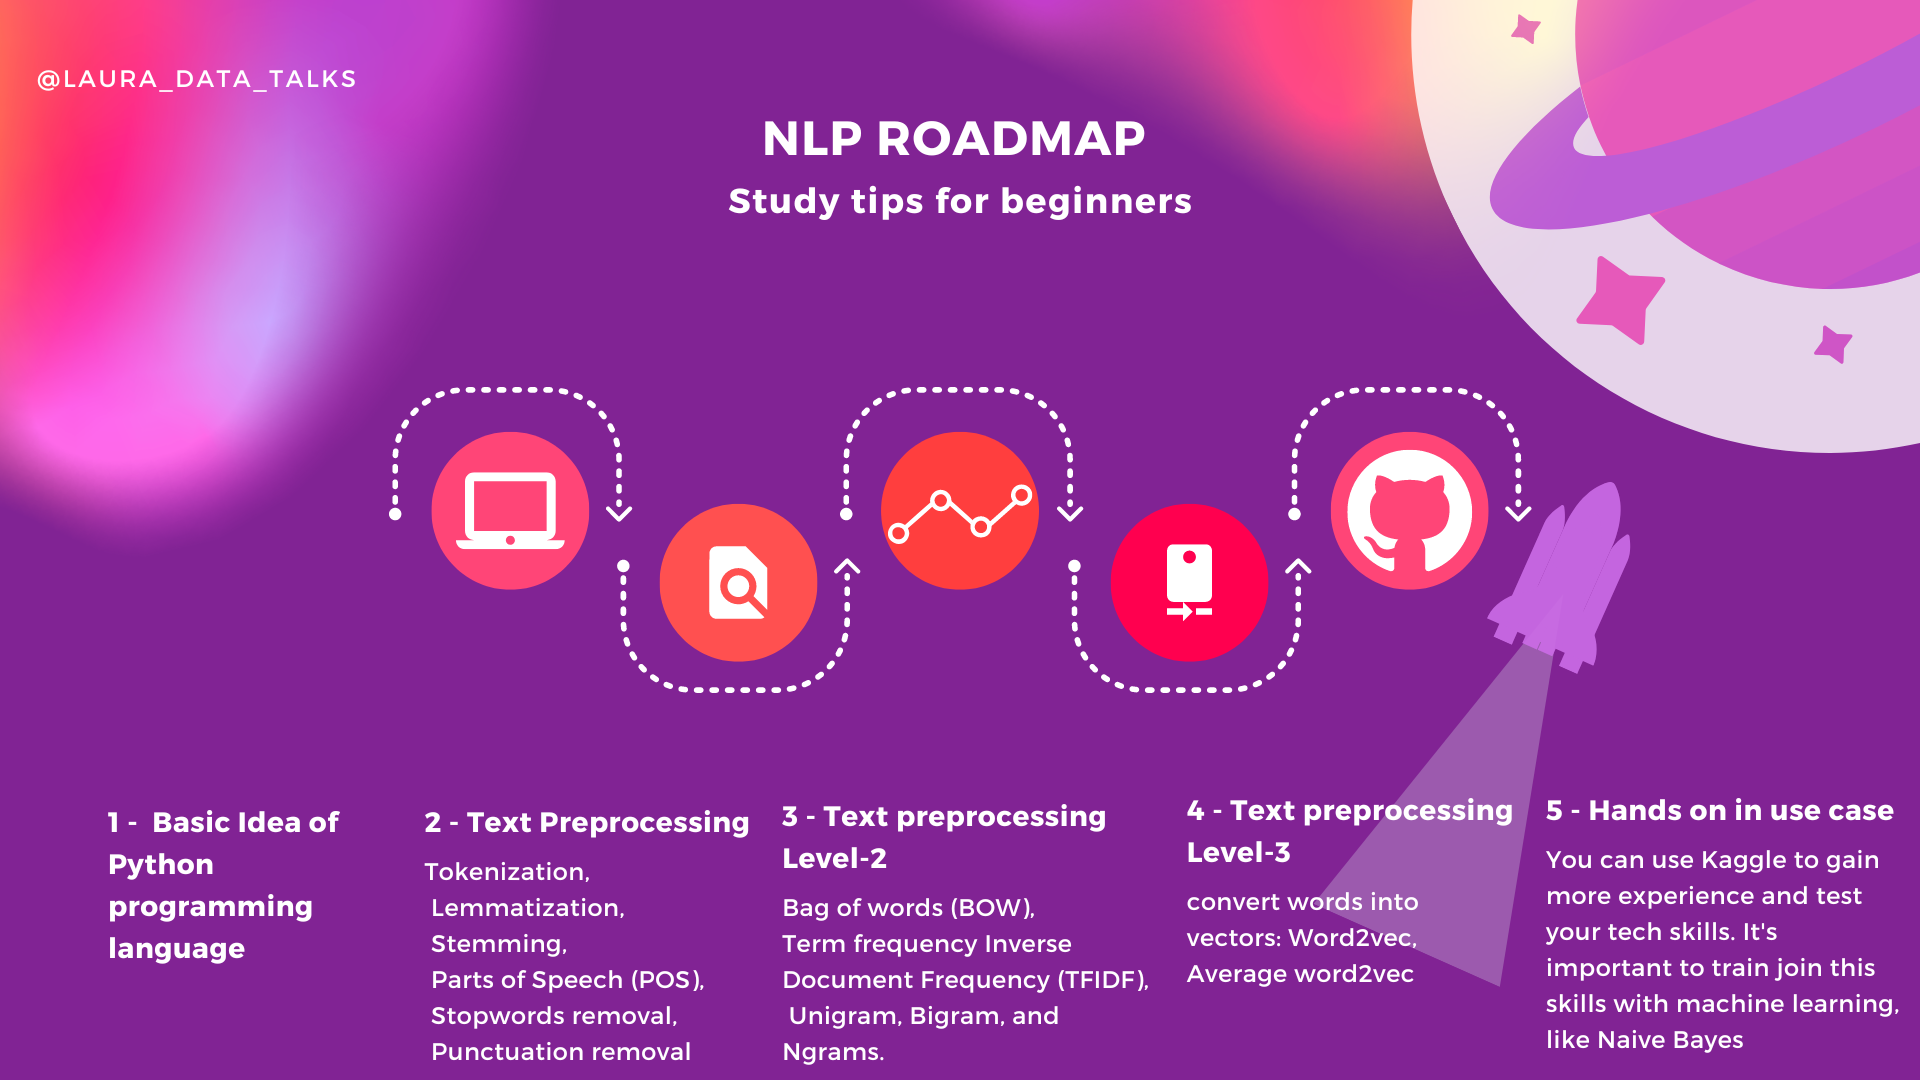 @LAURA_DATA_TALKS
NLP ROADMAP
Study tips for beginners
1 - Basic Idea of
Python
programming
language
2 - Text Preprocessing
Tokenization,
Lemmatization,
Stemming,
Parts of Speech (POS),
Stopwords removal,
Punctuation removal
3 - Text preprocessing
Level-2
Bag of words (BOW),
Term frequency Inverse
Document Frequency (TFIDF),
Unigram, Bigram, and
Ngrams.
4 - Text preprocessing
Level-3
convert words into
vectors: Word2vec,
Average word2vec
5 - Hands on in use case
You can use Kaggle to gain
more experience and test
your tech skills. It's
important to train join this
skills with machine learning,
like Naive Bayes